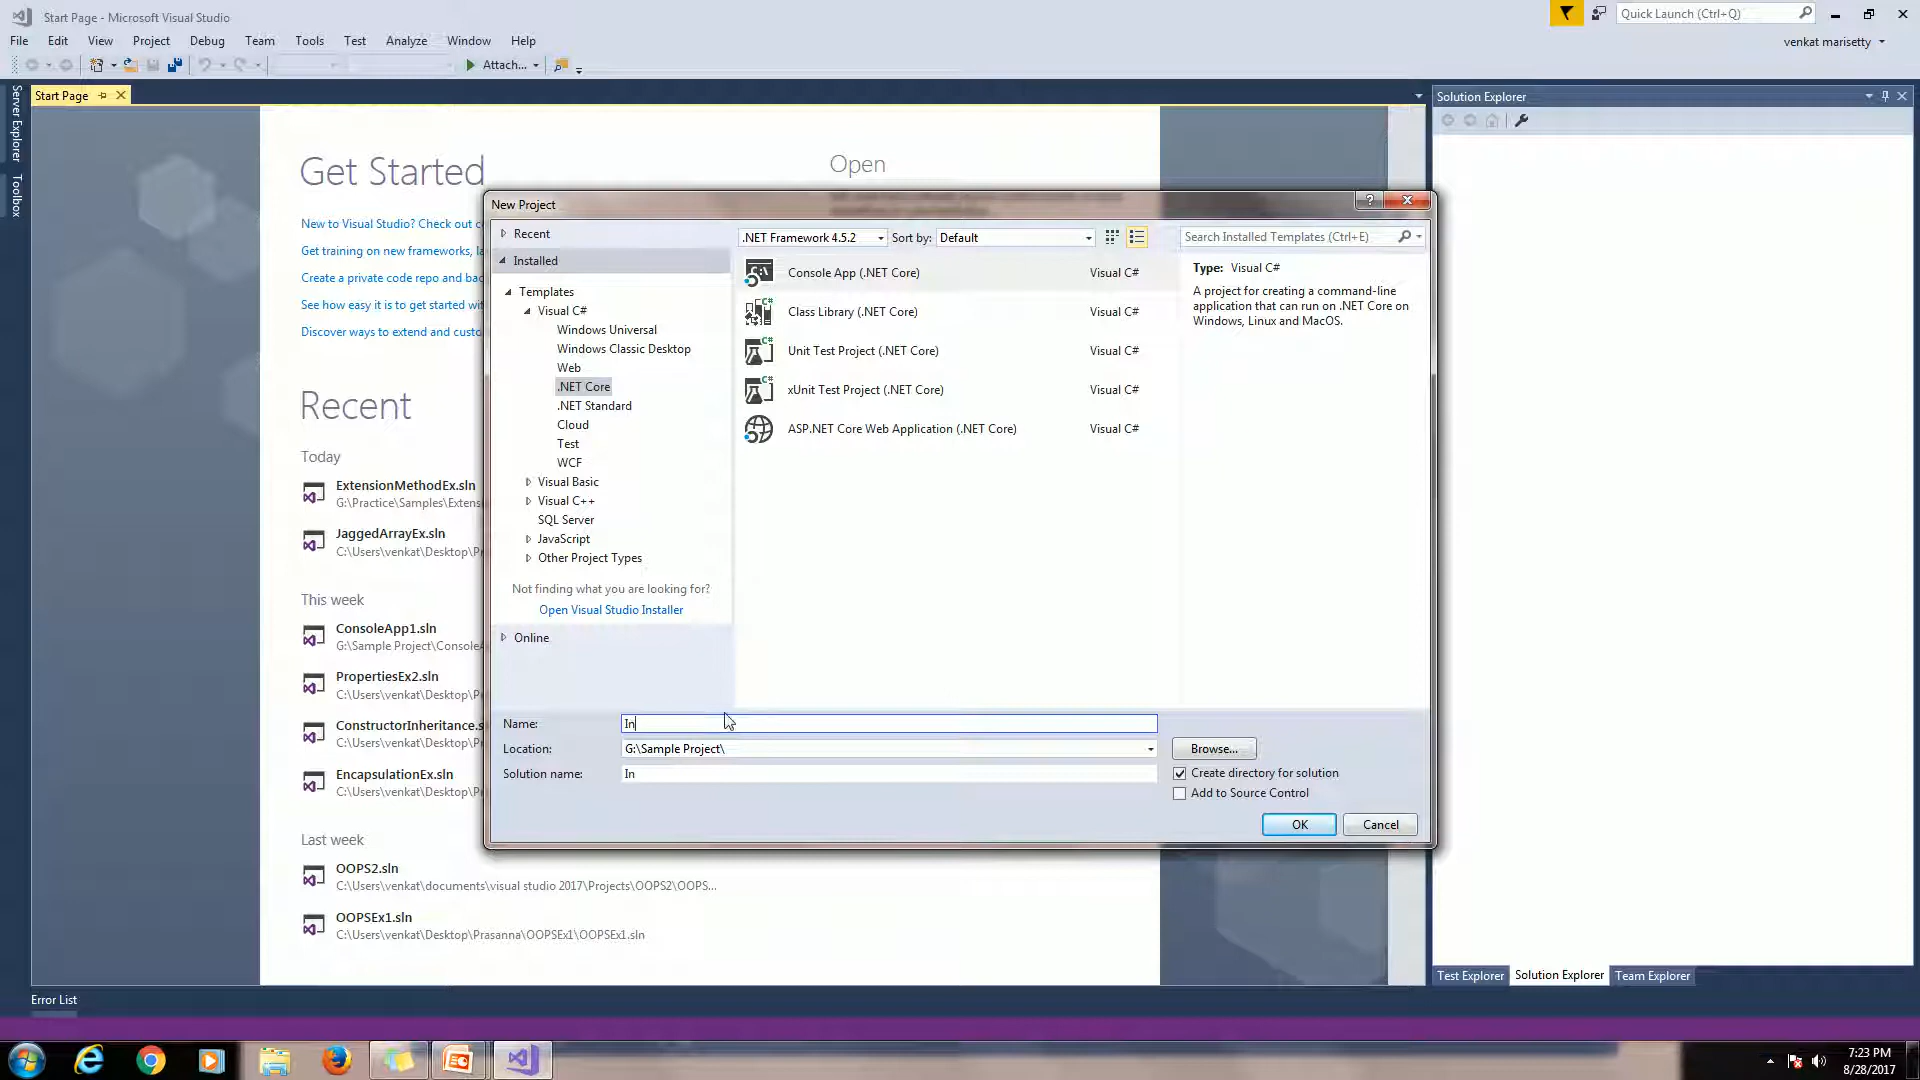 Start Page - Microsoft Visual Studio
Quick Launch (Ctrl+Q)
File Edit View Project Debug Team Tools Test Analyze Window Help
venkat marisetty
Attach...
Server Explorer
Toolbox
Start Page
Solution Explorer
Get Started
Open
New to Visual Studio? Check out c
Get training on new frameworks, la
Create a private code repo and bac
See how easy it is to get started wi
Discover ways to extend and custo
Recent
Today
ExtensionMethodEx.sln
G:\Practice\Samples\Extens
JaggedArrayEx.sln
C:\Users\venkat\Desktop\Pr
This week
ConsoleApp1.sln
G:\Sample Project\ConsoleA
PropertiesEx2.sln
C:\Users\venkat\Desktop\Pr
ConstructorInheritance.s
C:\Users\venkat\Desktop\Pr
EncapsulationEx.sln
C:\Users\venkat\Desktop\Pr
Last week
OOPS2.sln
C:\Users\venkat\documents\visual studio 2017\Projects\OOPS2\OOPS...
OOPSEx1.sln
C:\Users\venkat\Desktop\Prasanna\OOPSEx1\OOPSEx1.sln
New Project
?
Recent
Installed
.NET Framework 4.5.2 Sort by: Default
Search Installed Templates (Ctrl+E)
Templates
Visual C#
Windows Universal
Windows Classic Desktop
Web
.NET Core
.NET Standard
Cloud
Test
WCF
Visual Basic
Visual C++
SQL Server
JavaScript
Other Project Types
Not finding what you are looking for?
Open Visual Studio Installer
Online
Console App (.NET Core) Visual C#
Class Library (.NET Core) Visual C#
Unit Test Project (.NET Core) Visual C#
xUnit Test Project (.NET Core) Visual C#
ASP.NET Core Web Application (.NET Core) Visual C#
Type: Visual C#
A project for creating a command-line
application that can run on .NET Core on
Windows, Linux and MacOS.
Name: In
Location: G:\Sample Project\
Browse...
Solution name: In
Create directory for solution
Add to Source Control
OK Cancel
Test Explorer Solution Explorer Team Explorer
Error List
7:23 PM
8/28/2017